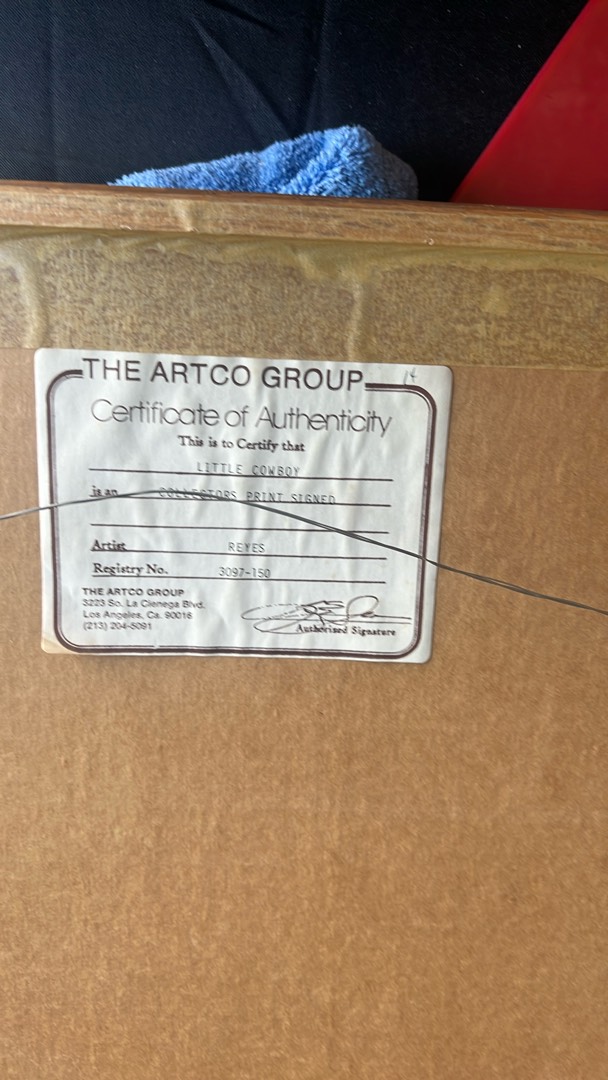 THE ARTCO GROUP
14
Certificate of Authenticity
This is to Certify that
LITTLE COWBOY
is an COLLECTORS PRINT SIGNED
Artist REYES
Registry No. 3097-150
THE ARTCO GROUP
3223 So. La Cienega Blvd.
Los Angeles, Ca. 90016
(213) 204-5091
Authorized Signature